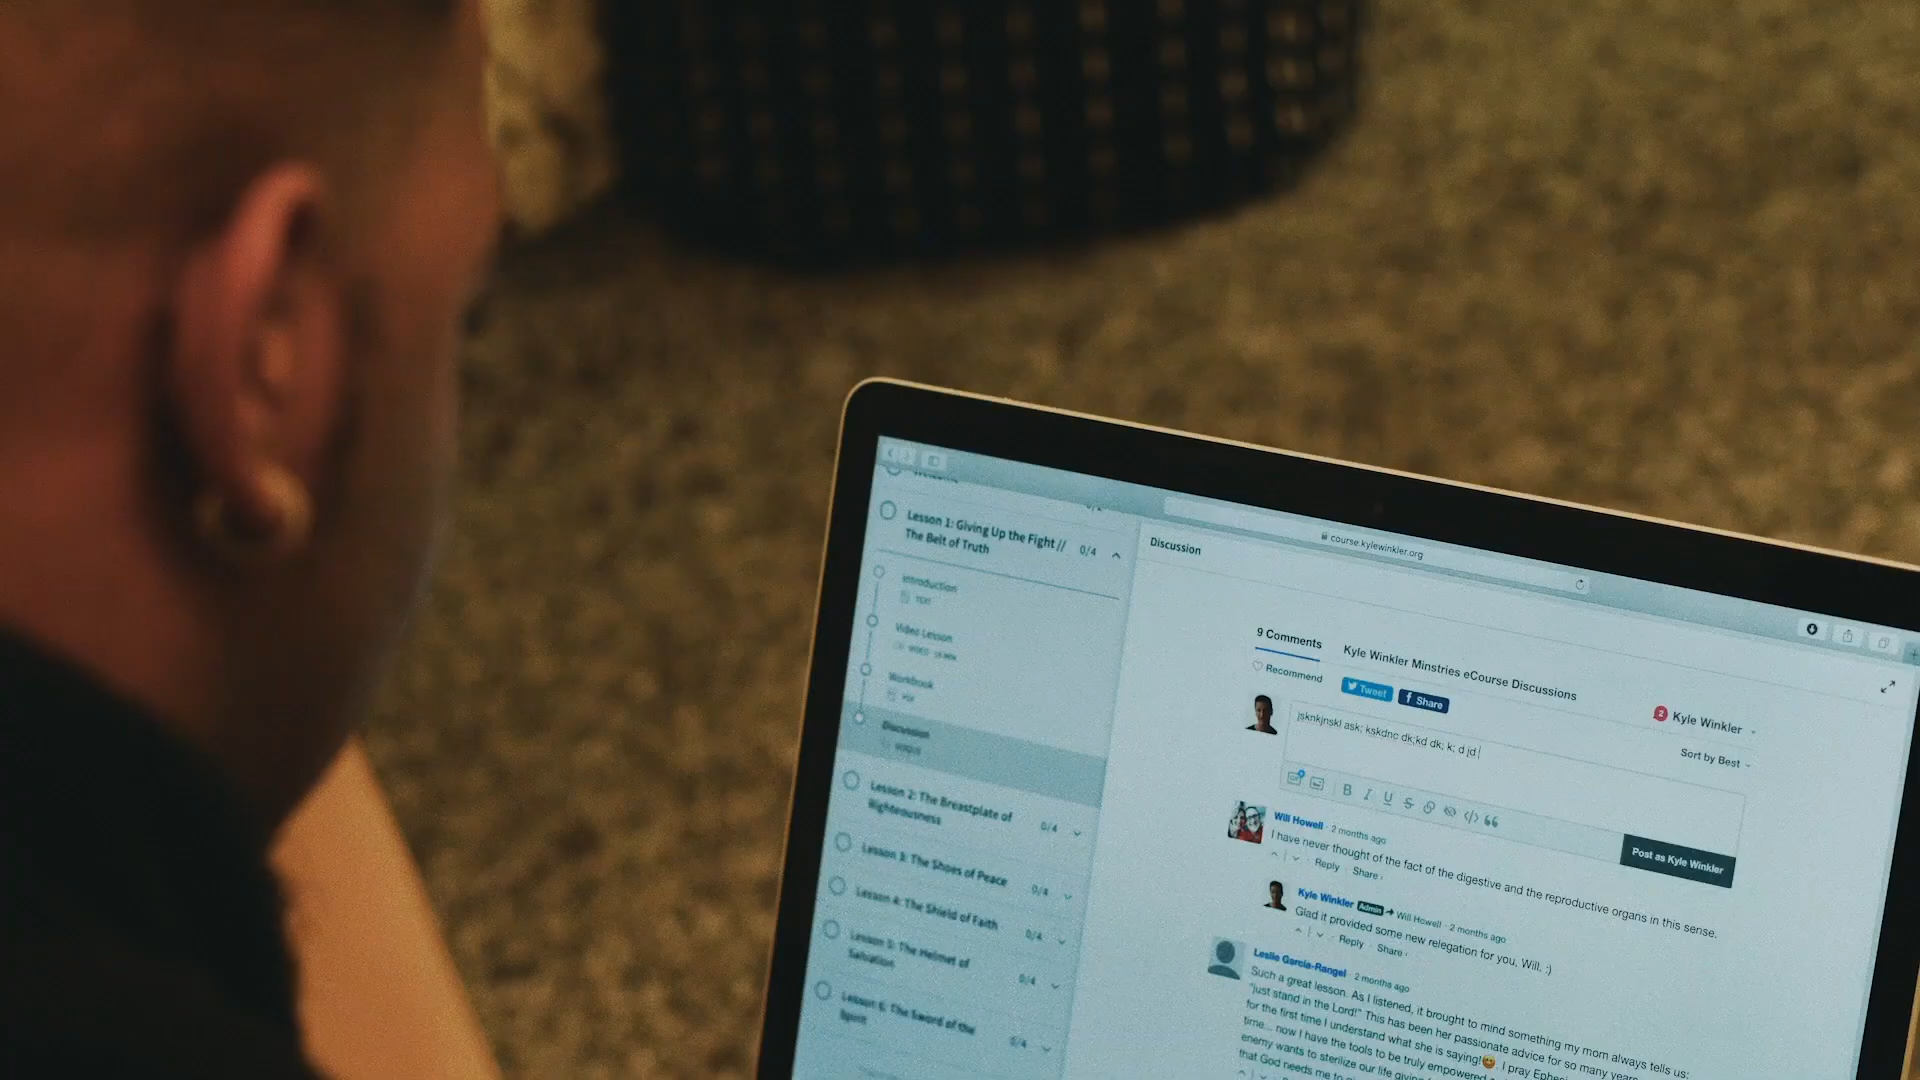 course.kylewinkler.org
Lesson 1: Giving Up the Fight //
The Belt of Truth
0/4
Introduction
TEXT
Video Lesson
Workbook
PDF
Discussion
Lesson 2: The Breastplate of
Righteousness
0/4
Lesson 3: The Shoes of Peace
0/4
Lesson 4: The Shield of Faith
0/4
Lesson 5: The Helmet of
Salvation
0/4
Lesson 6: The Sword of the
Spirit
0/4
Discussion
9 Comments
Kyle Winkler Minstries eCourse Discussions
2 Kyle Winkler
Recommend
Tweet
Share
Sort by Best
jsknkjnskl ask; kskdnc dk;kd dk; k; d jd
B I U S </>
Post as Kyle Winkler
Will Howell · 2 months ago
I have never thought of the fact of the digestive and the reproductive organs in this sense.
Reply · Share ›
Kyle Winkler Admin → Will Howell · 2 months ago
Glad it provided some new relegation for you, Will. :)
Reply · Share ›
Leslie Garcia-Rangel · 2 months ago
Such a great lesson. As I listened, it brought to mind something my mom always tells us:
"just stand in the Lord!" This has been her passionate advice for so many years
for the first time I understand what she is saying!😊. I pray
time... now I have the tools to be truly empowered
enemy wants to sterilize our life
that God needs me to